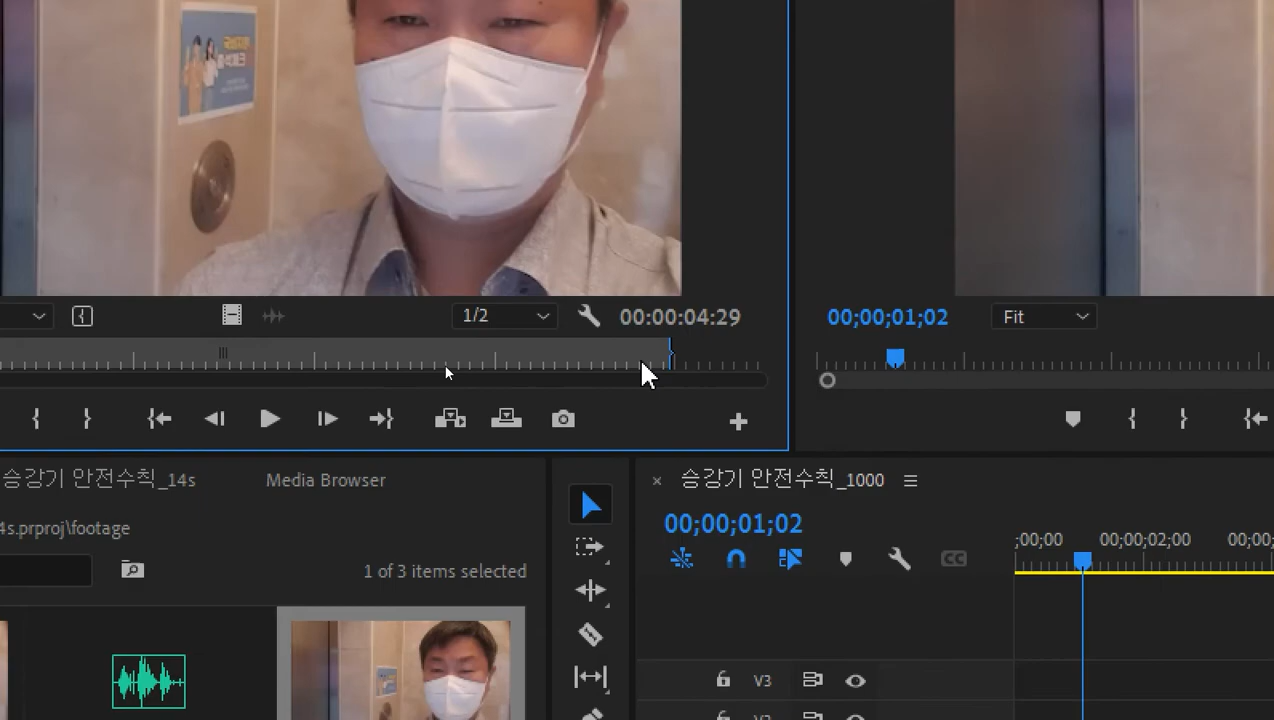 1/2
00:00:04:29
00;00;01;02
Fit
승강기 안전수칙_14s
Media Browser
승강기 안전수칙_1000
4s.prproj\footage
00;00;01;02
;00;00
00;00;02;00
00;00;
1 of 3 items selected
V3